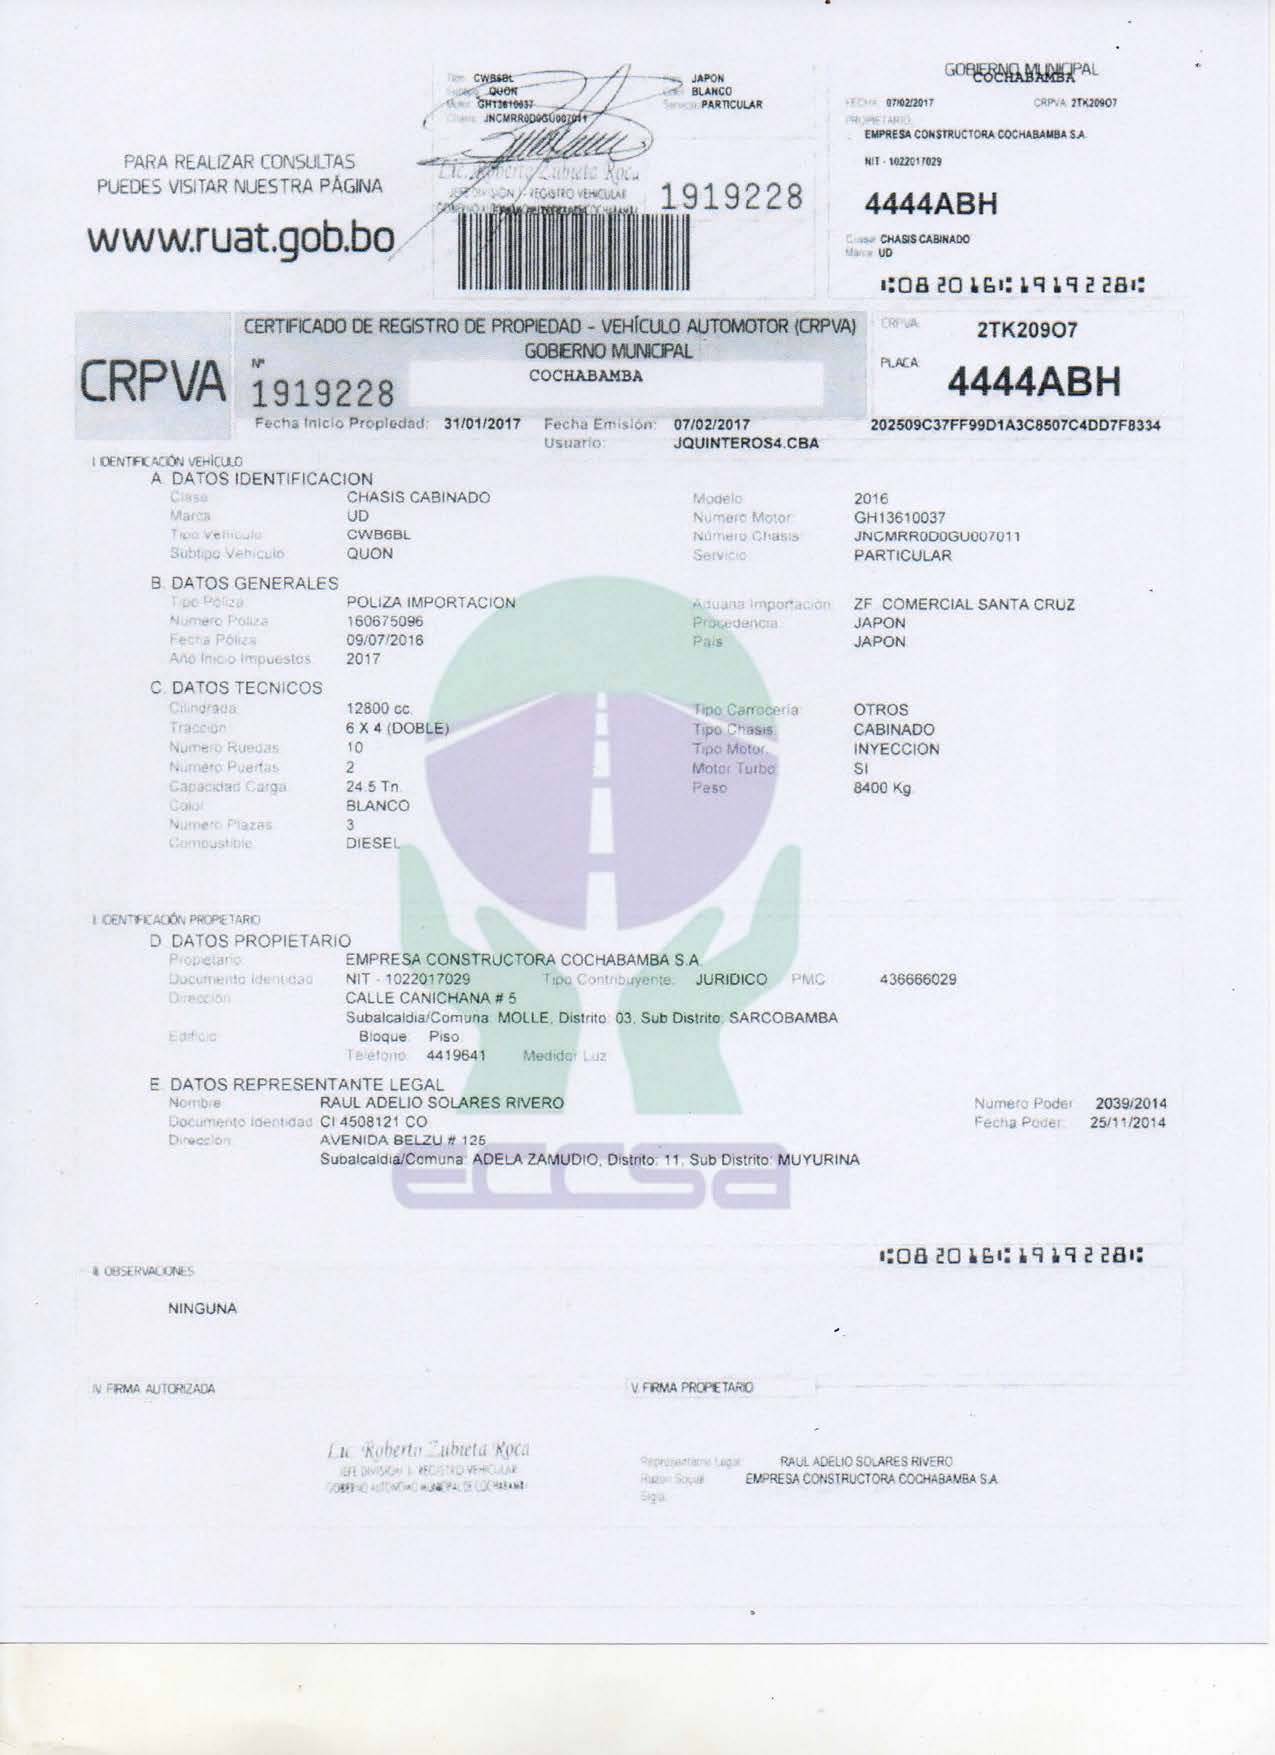 Tipo: CWB6BL
Subtipo: QUON
Motor: GH13610037
Chasis: JNCMRR0D0GU007011
JAPON
Color: BLANCO
Servicio: PARTICULAR
Lic. Roberto Zubieta Roca
JEFE DIVISION I - REGISTRO VEHICULAR
1919228
GOBIERNO MUNICIPAL
COCHABAMBA
FECHA: 07/02/2017 CRPVA: 2TK209O7
PROPIETARIO:
EMPRESA CONSTRUCTORA COCHABAMBA S.A.
NIT - 1022017029
4444ABH
Clase: CHASIS CABINADO
Marca: UD
082016 1919228
PARA REALIZAR CONSULTAS
PUEDES VISITAR NUESTRA PÁGINA
www.ruat.gob.bo
CRPVA
CERTIFICADO DE REGISTRO DE PROPIEDAD - VEHÍCULO AUTOMOTOR (CRPVA)
GOBIERNO MUNICIPAL
Nº
1919228
COCHABAMBA
Fecha Inicio Propiedad: 31/01/2017 Fecha Emisión: 07/02/2017
Usuario: JQUINTEROS4.CBA
CRPVA: 2TK209O7
PLACA: 4444ABH
202509C37FF99D1A3C8507C4DD7F8334
I. IDENTIFICACIÓN VEHÍCULO
A. DATOS IDENTIFICACION
Clase CHASIS CABINADO Modelo 2016
Marca UD Numero Motor: GH13610037
Tipo Vehiculo CWB6BL Número Chasis: JNCMRR0D0GU007011
Subtipo Vehiculo QUON Servicio PARTICULAR
B. DATOS GENERALES
Tipo Póliza: POLIZA IMPORTACION Aduana Importación: ZF. COMERCIAL SANTA CRUZ
Numero Poliza 160675096 Procedencia: JAPON
Fecha Póliza 09/07/2016 País JAPON
Año Inicio Impuestos 2017
C. DATOS TECNICOS
Cilindrada: 12800 cc. Tipo Carrocería: OTROS
Tracción 6 X 4 (DOBLE) Tipo Chasis: CABINADO
Numero Ruedas 10 Tipo Motor: INYECCION
Numero Puertas 2 Motor Turbo SI
Capacidad Carga 24.5 Tn. Peso 8400 Kg.
Color BLANCO
Numero Plazas 3
Combustible DIESEL
II. IDENTIFICACIÓN PROPIETARIO
D. DATOS PROPIETARIO
Propietario: EMPRESA CONSTRUCTORA COCHABAMBA S.A.
Documento Identidad NIT - 1022017029 Tipo Contribuyente: JURIDICO PMC: 436666029
Dirección CALLE CANICHANA # 5
Subalcaldia/Comuna: MOLLE, Distrito: 03, Sub Distrito: SARCOBAMBA
Edificio Bloque: Piso:
Teléfono: 4419641 Medidor Luz:
E. DATOS REPRESENTANTE LEGAL
Nombre RAUL ADELIO SOLARES RIVERO Numero Poder 2039/2014
Documento Identidad CI 4508121 CO Fecha Poder: 25/11/2014
Dirección AVENIDA BELZU # 125
Subalcaldia/Comuna: ADELA ZAMUDIO, Distrito: 11, Sub Distrito: MUYURINA
eccsa
082016 1919228
III. OBSERVACIONES
NINGUNA
IV. FIRMA AUTORIZADA
V. FIRMA PROPIETARIO
Lic. Roberto Zubieta Roca
JEFE DIVISION I - REGISTRO VEHICULAR
GOBIERNO AUTONOMO MUNICIPAL DE COCHABAMBA
Representante Legal: RAUL ADELIO SOLARES RIVERO
Razon Social EMPRESA CONSTRUCTORA COCHABAMBA S.A.
Sigla: